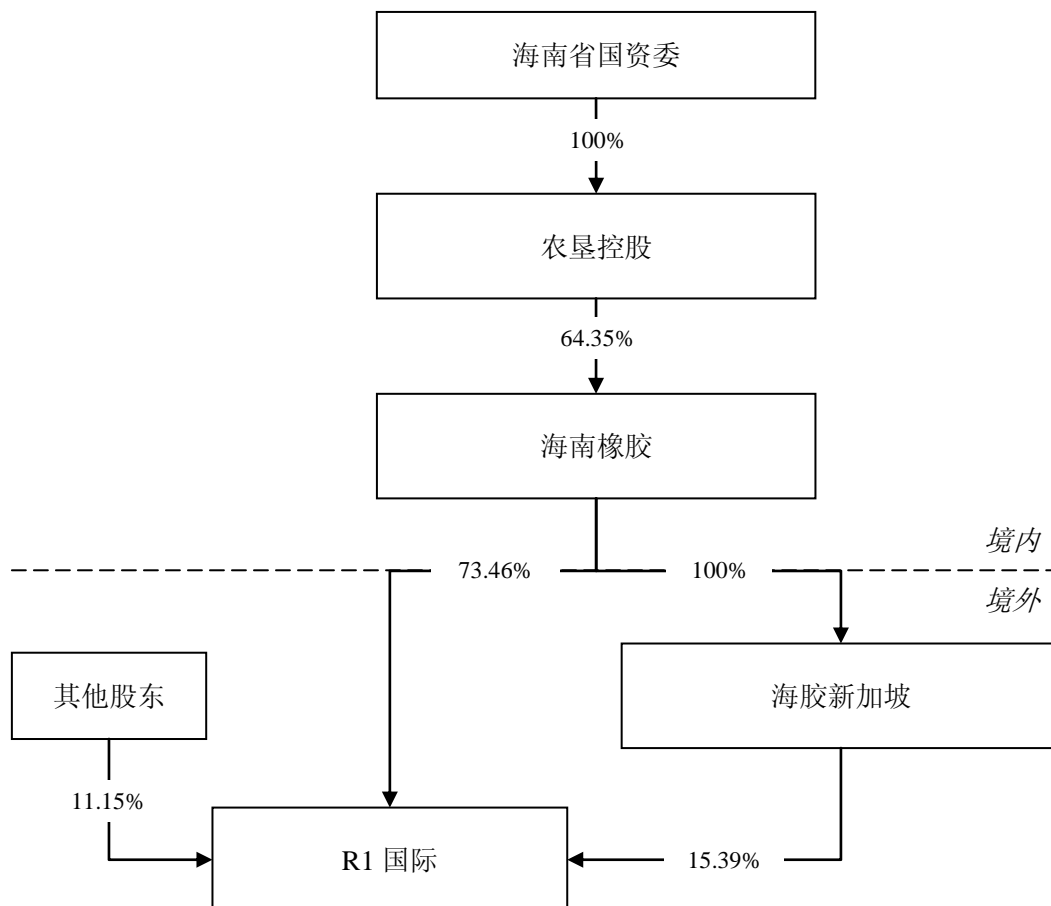 海南省国资委
100%
农垦控股
64.35%
海南橡胶
境内
73.46%
100%
境外
其他股东
海胶新加坡
11.15%
R1 国际
15.39%